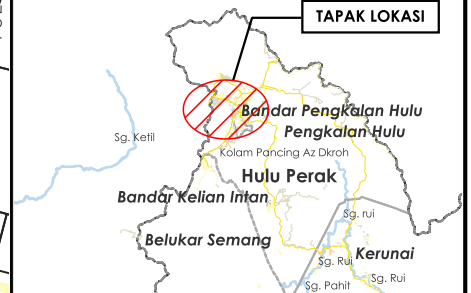 TAPAK LOKASI
Bandar Pengkalan Hulu
Pengkalan Hulu
Sg. Ketil
Kolam Pancing Az Dkroh
Hulu Perak
Bandar Kelian Intan
Sg. rui
Belukar Semang
Kerunai
Sg. Rui
Sg. Rui
Sg. Pahit